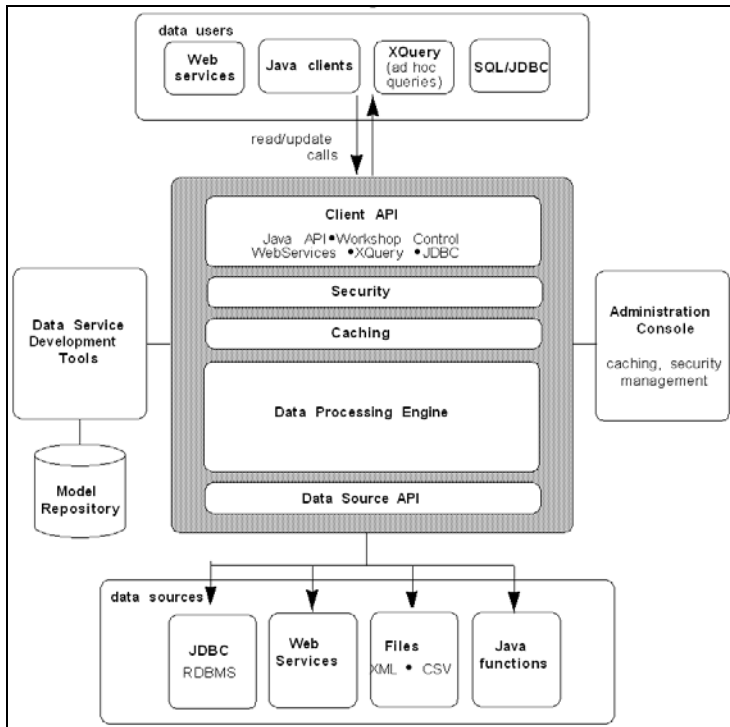 data users
Web
services
Java clients
XQuery
(ad hoc
queries)
SOL/JDBC
read/update
calls
Client API
Java API•Workshop Control
WebServices •XQuery •JDBC
Security
Caching
Data Processing Engine
Data Source API
Data Service
Development
Tools
Model
Repository
Administration
Console
caching, security
management
data sources
JDBC
RDBMS
Web
Services
Files
XML • CSV
Java
functions